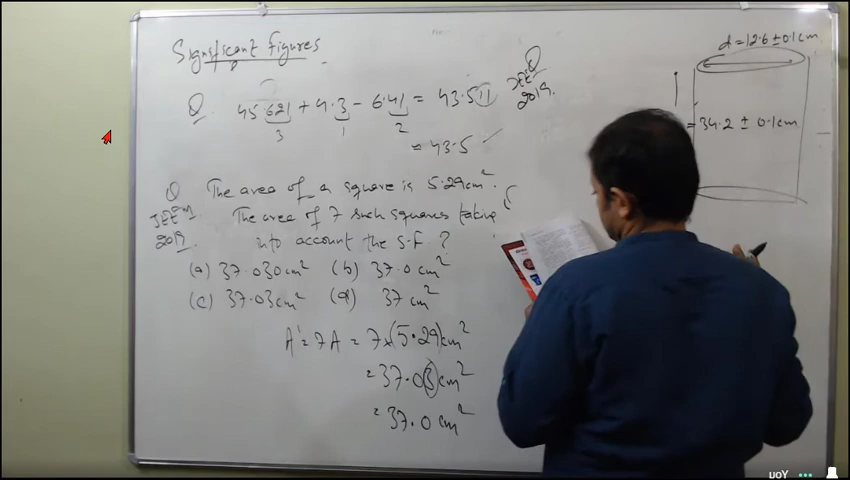 Significant Figures
Q. 45.621 + 4.3 - 6.41 = 43.511
3 1 2
= 43.5
Q
JEE
2019.
d = 12.6 ± 0.1 cm
= 34.2 ± 0.1 cm
Q The area of a square is 5.29 cm².
JEE M
2019.
The area of 7 such squares taking
into account the S.F ?
(a) 37.030 cm² (b) 37.0 cm²
(c) 37.03 cm² (d) 37 cm²
A' = 7A = 7 × (5.29) cm²
= 37.03 cm²
= 37.0 cm²